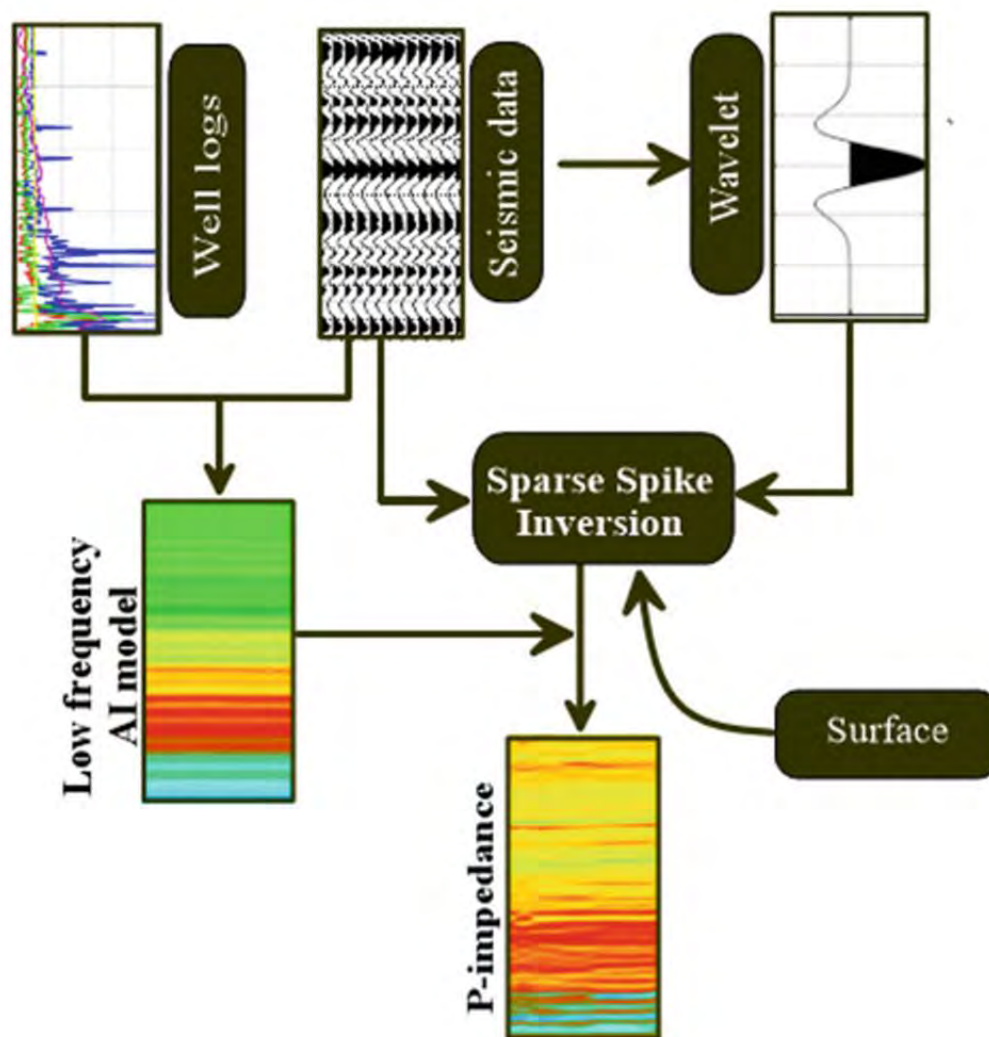 Well logs
Seismic data
Wavelet
Sparse Spike
Inversion
Low frequency
AI model
Surface
P-impedance